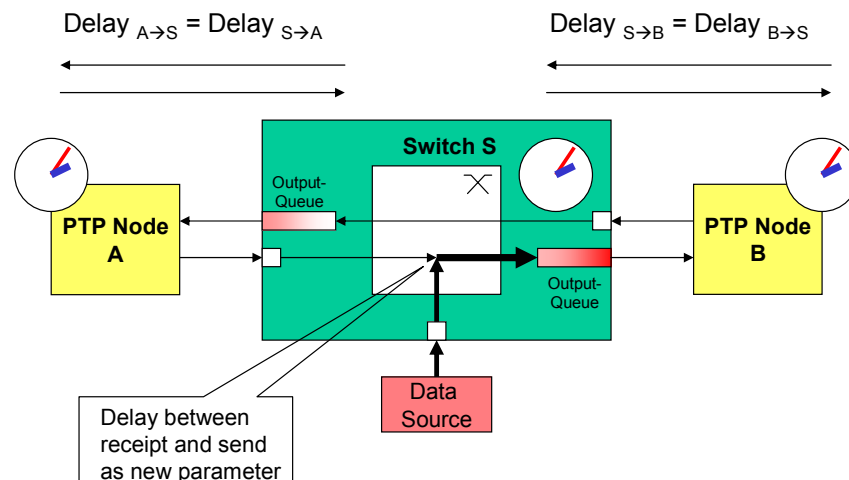 Delay A→S = Delay S→A
Delay S→B = Delay B→S
Switch S
Output-
Queue
PTP Node
A
PTP Node
B
Output-
Queue
Data
Source
Delay between
receipt and send
as new parameter